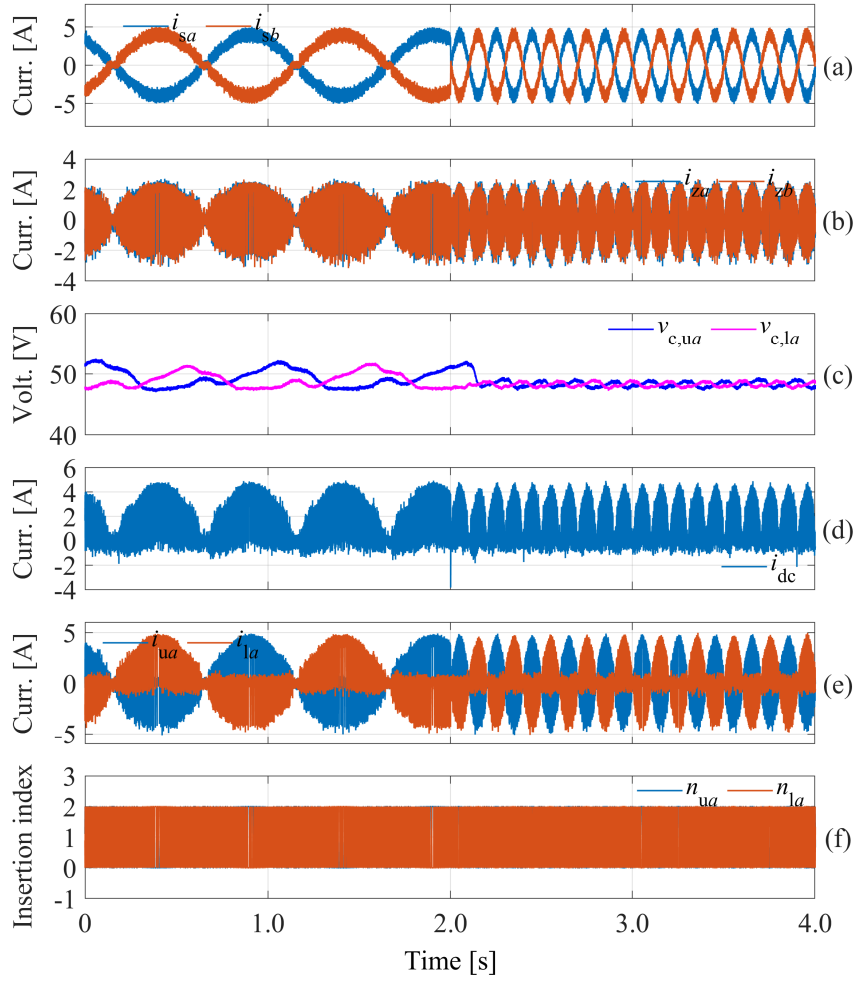 i_sa i_sb
5
0
-5
Curr. [A]
(a)
4
2
0
-2
-4
Curr. [A]
i_za i_zb
(b)
60
50
40
Volt. [V]
v_c,ua v_c,la
(c)
6
4
2
0
-2
-4
Curr. [A]
i_dc
(d)
5
0
-5
Curr. [A]
i_ua i_la
(e)
3
2
1
0
-1
Insertion index
n_ua n_la
(f)
0 1.0 2.0 3.0 4.0
Time [s]